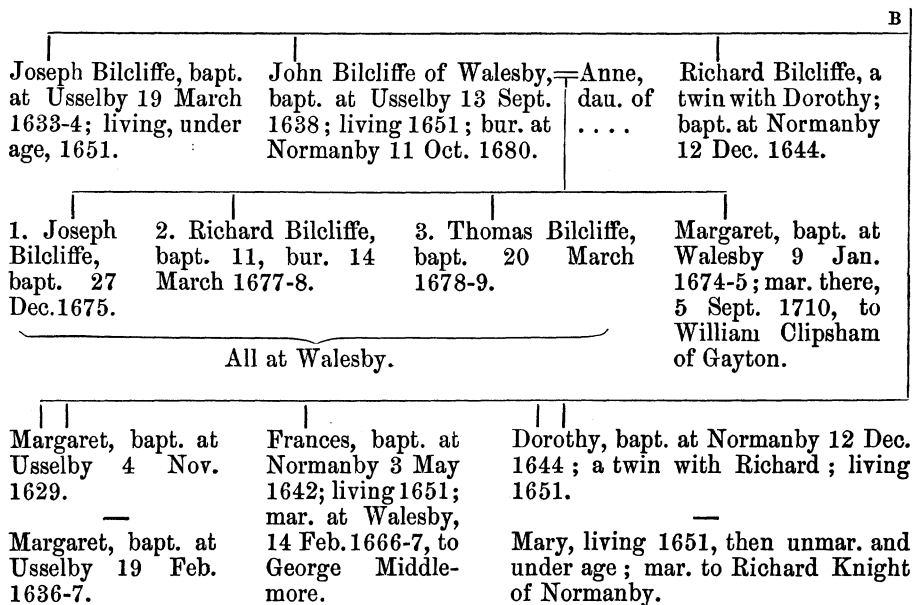 B
Joseph Bilcliffe, bapt.
at Usselby 19 March
1633-4; living, under
age, 1651.
John Bilcliffe of Walesby,
bapt. at Usselby 13 Sept.
1638; living 1651; bur. at
Normanby 11 Oct. 1680.
Anne,
dau. of
....
Richard Bilcliffe, a
twin with Dorothy;
bapt. at Normanby
12 Dec. 1644.
1. Joseph
Bilcliffe,
bapt. 27
Dec. 1675.
2. Richard Bilcliffe,
bapt. 11, bur. 14
March 1677-8.
3. Thomas Bilcliffe,
bapt. 20 March
1678-9.
All at Walesby.
Margaret, bapt. at
Walesby 9 Jan.
1674-5; mar. there,
5 Sept. 1710, to
William Clipsham
of Gayton.
Margaret, bapt. at
Usselby 4 Nov.
1629.
—
Margaret, bapt. at
Usselby 19 Feb.
1636-7.
Frances, bapt. at
Normanby 3 May
1642; living 1651;
mar. at Walesby,
14 Feb. 1666-7, to
George Middle-
more.
Dorothy, bapt. at Normanby 12 Dec.
1644; a twin with Richard; living
1651.
—
Mary, living 1651, then unmar. and
under age; mar. to Richard Knight
of Normanby.